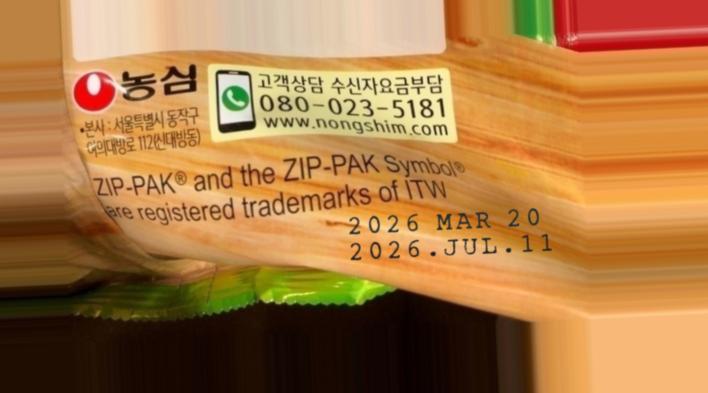 농심
고객상담 수신자요금부담
080-023-5181
www.nongshim.com
•본사 : 서울특별시 동작구
여의대방로 112(신대방동)
ZIP-PAK® and the ZIP-PAK Symbol®
are registered trademarks of ITW
2026 MAR 20
2026.JUL.11